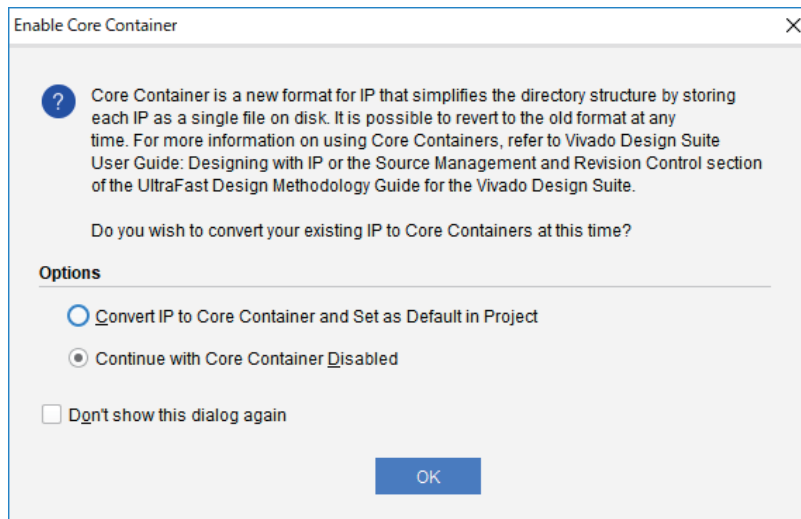 Enable Core Container
?
Core Container is a new format for IP that simplifies the directory structure by storing
each IP as a single file on disk. It is possible to revert to the old format at any
time. For more information on using Core Containers, refer to Vivado Design Suite
User Guide: Designing with IP or the Source Management and Revision Control section
of the UltraFast Design Methodology Guide for the Vivado Design Suite.
Do you wish to convert your existing IP to Core Containers at this time?
Options
Convert IP to Core Container and Set as Default in Project
Continue with Core Container Disabled
Don't show this dialog again
OK